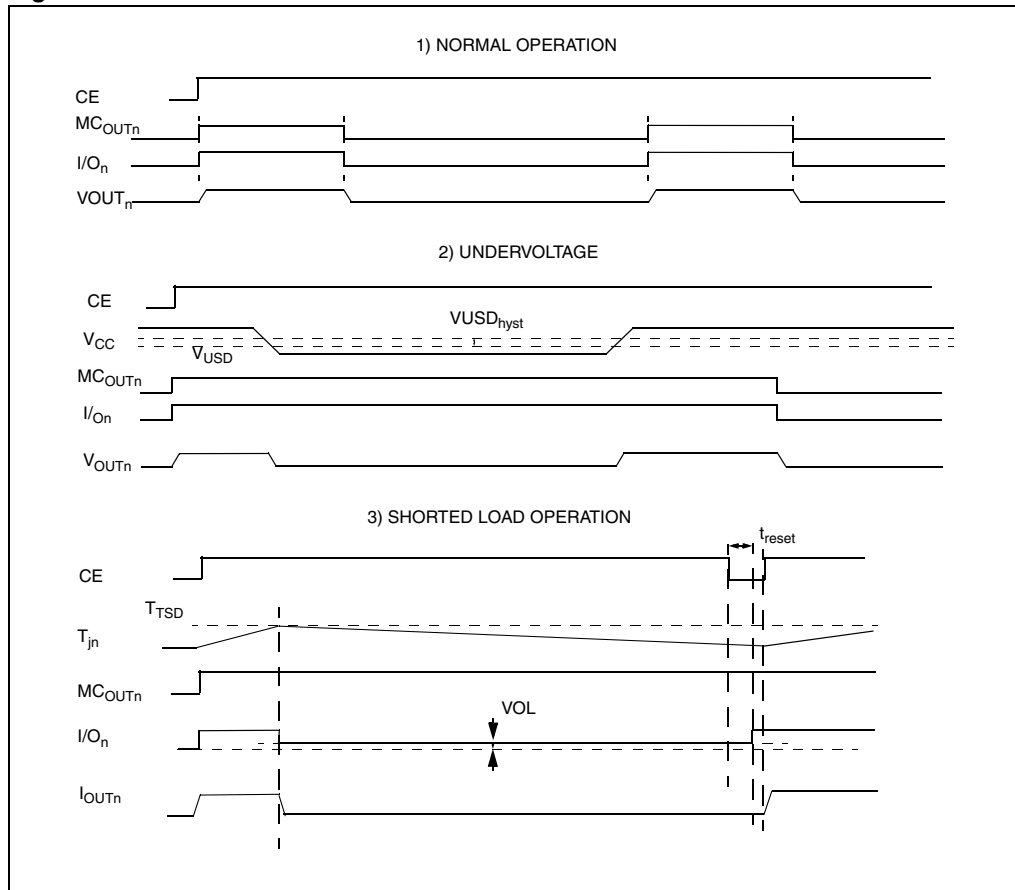 1) NORMAL OPERATION
CE
MCOUTn
I/On
VOUTn
2) UNDERVOLTAGE
CE
VUSDhyst
VCC
VUSD
MCOUTn
I/On
VOUTn
3) SHORTED LOAD OPERATION
treset
CE
TTSD
Tjn
MCOUTn
VOL
I/On
IOUTn